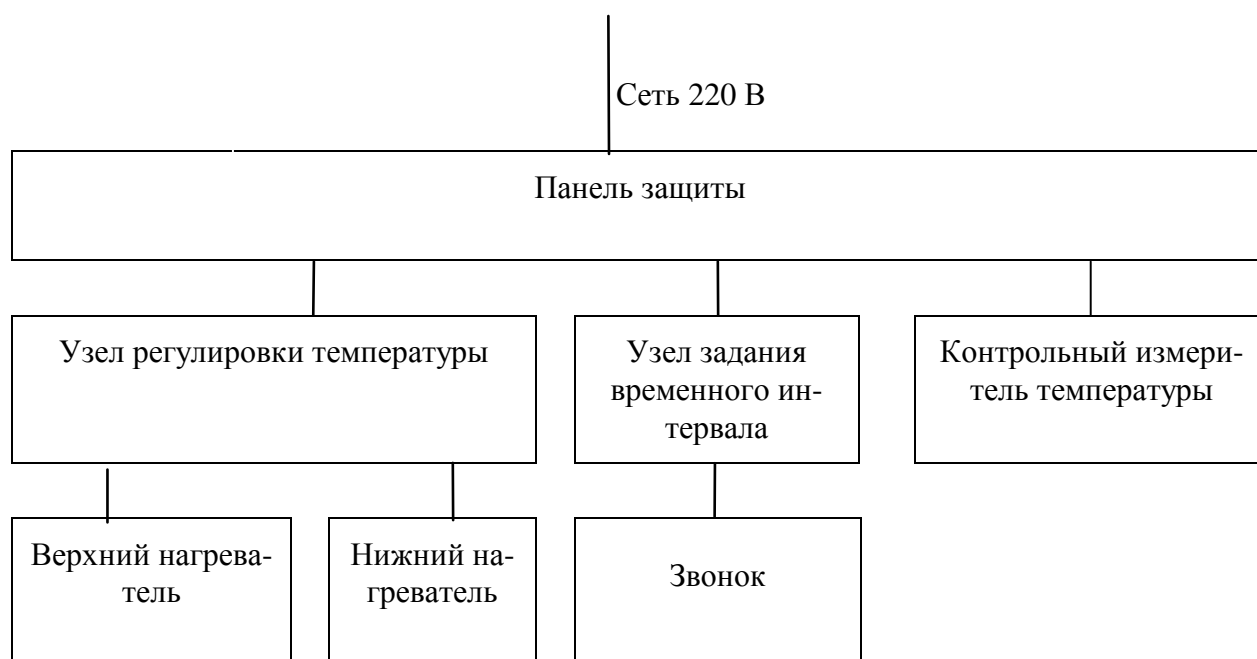 Сеть 220 В
Панель защиты
Узел регулировки температуры
Узел задания
временного ин-
тервала
Контрольный измери-
тель температуры
Верхний нагрева-
тель
Нижний на-
греватель
Звонок